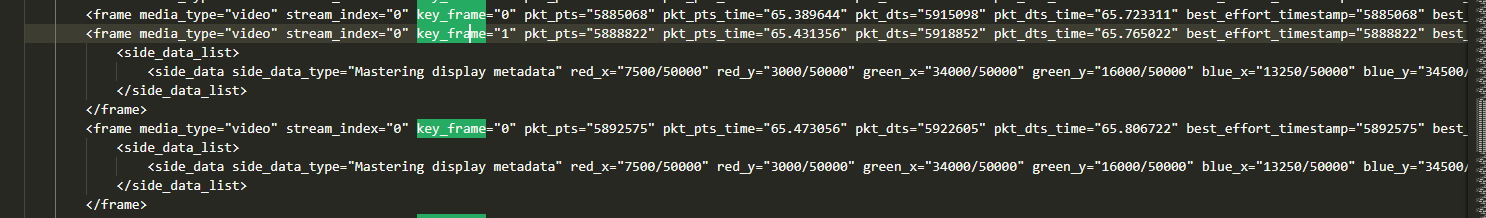 <frame media_type="video" stream_index="0" key_frame="0" pkt_pts="5885068" pkt_pts_time="65.389644" pkt_dts="5915098" pkt_dts_time="65.723311" best_effort_timestamp="5885068" best_
<frame media_type="video" stream_index="0" key_frame="1" pkt_pts="5888822" pkt_pts_time="65.431356" pkt_dts="5918852" pkt_dts_time="65.765022" best_effort_timestamp="5888822" best_
<side_data_list>
<side_data side_data_type="Mastering display metadata" red_x="7500/50000" red_y="3000/50000" green_x="34000/50000" green_y="16000/50000" blue_x="13250/50000" blue_y="34500/
</side_data_list>
</frame>
<frame media_type="video" stream_index="0" key_frame="0" pkt_pts="5892575" pkt_pts_time="65.473056" pkt_dts="5922605" pkt_dts_time="65.806722" best_effort_timestamp="5892575" best_
<side_data_list>
<side_data side_data_type="Mastering display metadata" red_x="7500/50000" red_y="3000/50000" green_x="34000/50000" green_y="16000/50000" blue_x="13250/50000" blue_y="34500/
</side_data_list>
</frame>